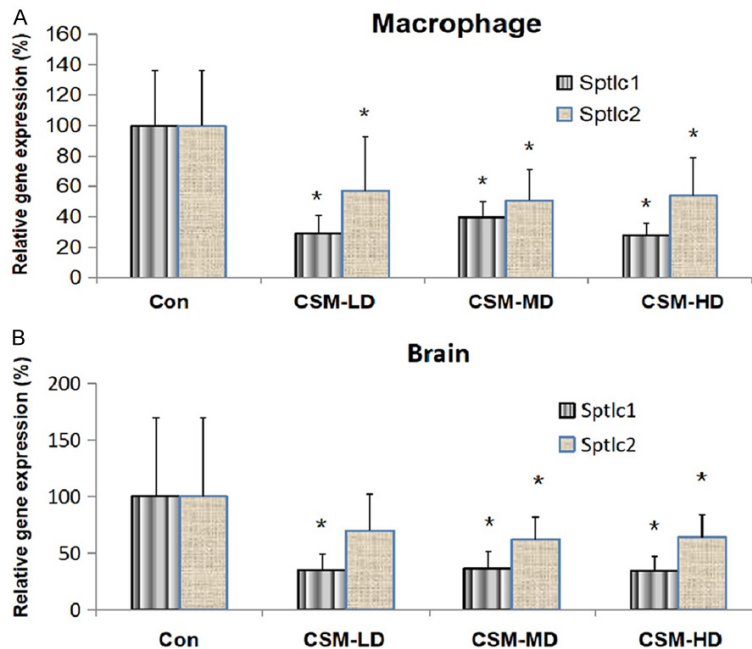 A
Macrophage
Relative gene expression (%)
160
140
120
100
80
60
40
20
0
Sptlc1
Sptlc2
*
*
*
*
*
*
Con
CSM-LD
CSM-MD
CSM-HD
B
Brain
Relative gene expression (%)
200
150
100
50
0
Sptlc1
Sptlc2
*
*
*
*
*
Con
CSM-LD
CSM-MD
CSM-HD